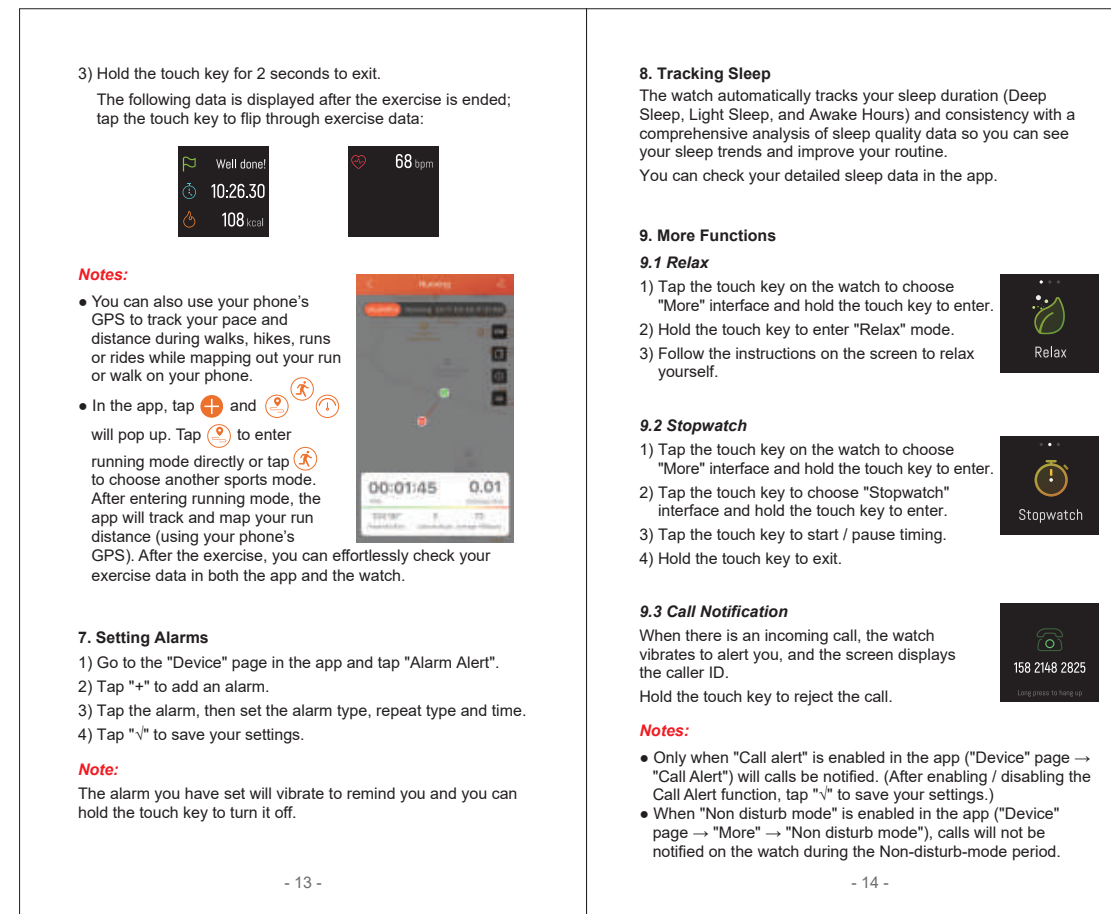 3) Hold the touch key for 2 seconds to exit.
The following data is displayed after the exercise is ended;
tap the touch key to flip through exercise data:
Well done!
10:26.30
108 kcal
68 bpm
Notes:
● You can also use your phone's
GPS to track your pace and
distance during walks, hikes, runs
or rides while mapping out your run
or walk on your phone.
● In the app, tap and
will pop up. Tap to enter
running mode directly or tap
to choose another sports mode.
After entering running mode, the
app will track and map your run
distance (using your phone's
GPS). After the exercise, you can effortlessly check your
exercise data in both the app and the watch.
Running
00:01:45
0.01
7. Setting Alarms
1) Go to the "Device" page in the app and tap "Alarm Alert".
2) Tap "+" to add an alarm.
3) Tap the alarm, then set the alarm type, repeat type and time.
4) Tap "√" to save your settings.
Note:
The alarm you have set will vibrate to remind you and you can
hold the touch key to turn it off.
- 13 -
8. Tracking Sleep
The watch automatically tracks your sleep duration (Deep
Sleep, Light Sleep, and Awake Hours) and consistency with a
comprehensive analysis of sleep quality data so you can see
your sleep trends and improve your routine.
You can check your detailed sleep data in the app.
9. More Functions
9.1 Relax
1) Tap the touch key on the watch to choose
"More" interface and hold the touch key to enter.
2) Hold the touch key to enter "Relax" mode.
3) Follow the instructions on the screen to relax
yourself.
Relax
9.2 Stopwatch
1) Tap the touch key on the watch to choose
"More" interface and hold the touch key to enter.
2) Tap the touch key to choose "Stopwatch"
interface and hold the touch key to enter.
3) Tap the touch key to start / pause timing.
4) Hold the touch key to exit.
Stopwatch
9.3 Call Notification
When there is an incoming call, the watch
vibrates to alert you, and the screen displays
the caller ID.
Hold the touch key to reject the call.
158 2148 2825
Long press to hang up
Notes:
● Only when "Call alert" is enabled in the app ("Device" page →
"Call Alert") will calls be notified. (After enabling / disabling the
Call Alert function, tap "√" to save your settings.)
● When "Non disturb mode" is enabled in the app ("Device"
page → "More" → "Non disturb mode"), calls will not be
notified on the watch during the Non-disturb-mode period.
- 14 -